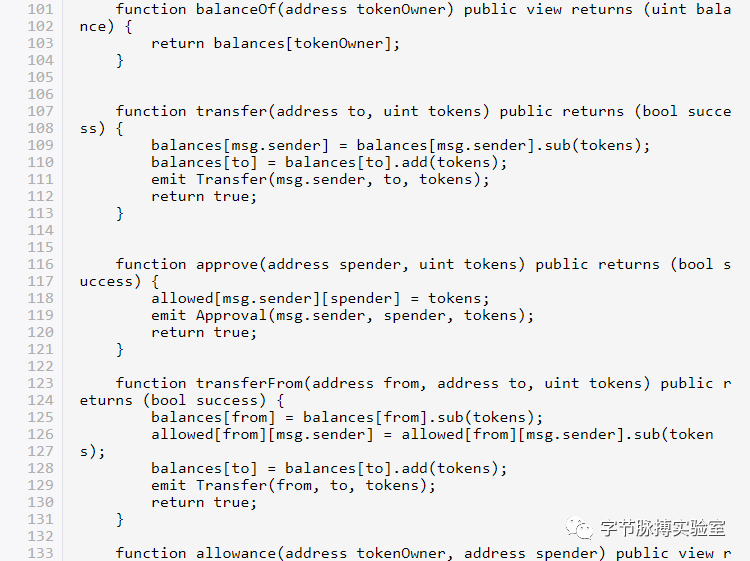 101 function balanceOf(address tokenOwner) public view returns (uint bala
102 nce) {
103 return balances[tokenOwner];
104 }
105
106
107 function transfer(address to, uint tokens) public returns (bool succe
108 ss) {
109 balances[msg.sender] = balances[msg.sender].sub(tokens);
110 balances[to] = balances[to].add(tokens);
111 emit Transfer(msg.sender, to, tokens);
112 return true;
113 }
114
115
116 function approve(address spender, uint tokens) public returns (bool s
117 uccess) {
118 allowed[msg.sender][spender] = tokens;
119 emit Approval(msg.sender, spender, tokens);
120 return true;
121 }
122
123 function transferFrom(address from, address to, uint tokens) public r
124 eturns (bool success) {
125 balances[from] = balances[from].sub(tokens);
126 allowed[from][msg.sender] = allowed[from][msg.sender].sub(token
127 s);
128 balances[to] = balances[to].add(tokens);
129 emit Transfer(from, to, tokens);
130 return true;
131 }
132
133 function allowance(address tokenOwner, address spender) public view r
字节脉搏实验室